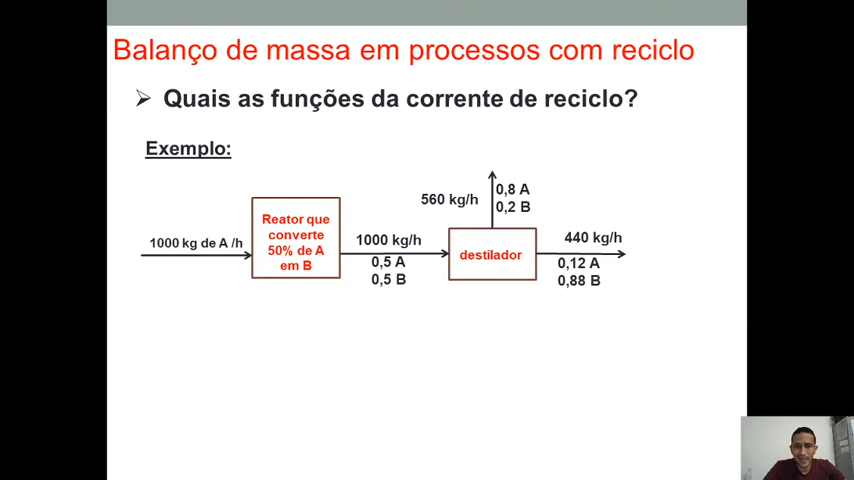 Balanço de massa em processos com reciclo
Quais as funções da corrente de reciclo?
Exemplo:
1000 kg de A /h
Reator que
converte
50% de A
em B
1000 kg/h
0,5 A
0,5 B
560 kg/h
0,8 A
0,2 B
destilador
440 kg/h
0,12 A
0,88 B